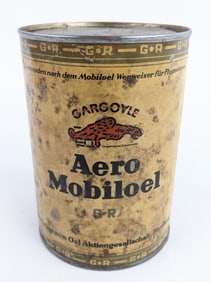 G·R G·R
nach dem Mobiloel Wegweiser für
GARGOYLE
Aero
Mobiloel
G-R
Oel Aktiengesellschaft
G·R G·R G·R